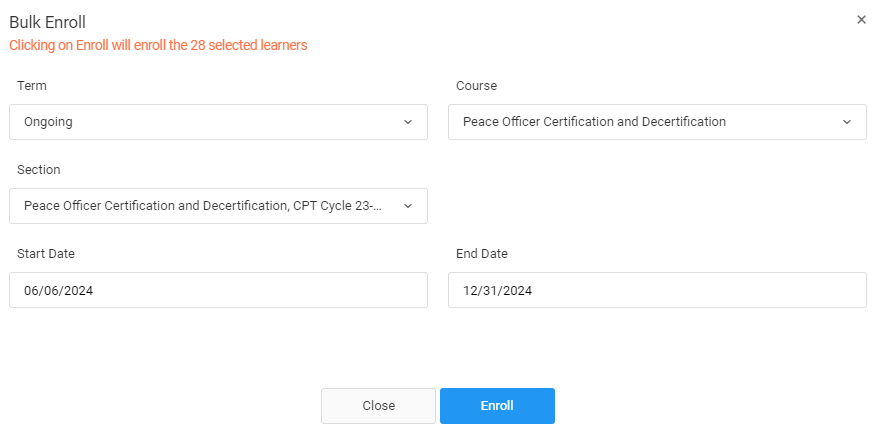 Bulk Enroll
Clicking on Enroll will enroll the 28 selected learners
Term
Course
Ongoing
Peace Officer Certification and Decertification
Section
Peace Officer Certification and Decertification, CPT Cycle 23-...
Start Date
End Date
06/06/2024
12/31/2024
Close
Enroll